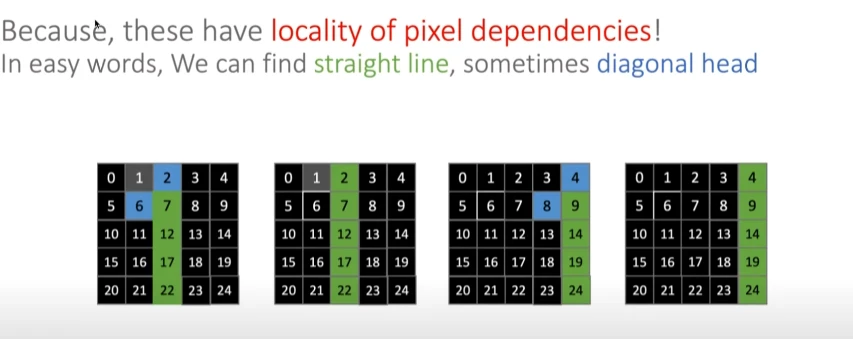 Because, these have locality of pixel dependencies!
In easy words, We can find straight line, sometimes diagonal head
0 1 2 3 4 0 1 2 3 4 0 1 2 3 4 0 1 2 3 4
5 6 7 8 9 5 6 7 8 9 5 6 7 8 9 5 6 7 8 9
10 11 12 13 14 10 11 12 13 14 10 11 12 13 14 10 11 12 13 14
15 16 17 18 19 15 16 17 18 19 15 16 17 18 19 15 16 17 18 19
20 21 22 23 24 20 21 22 23 24 20 21 22 23 24 20 21 22 23 24